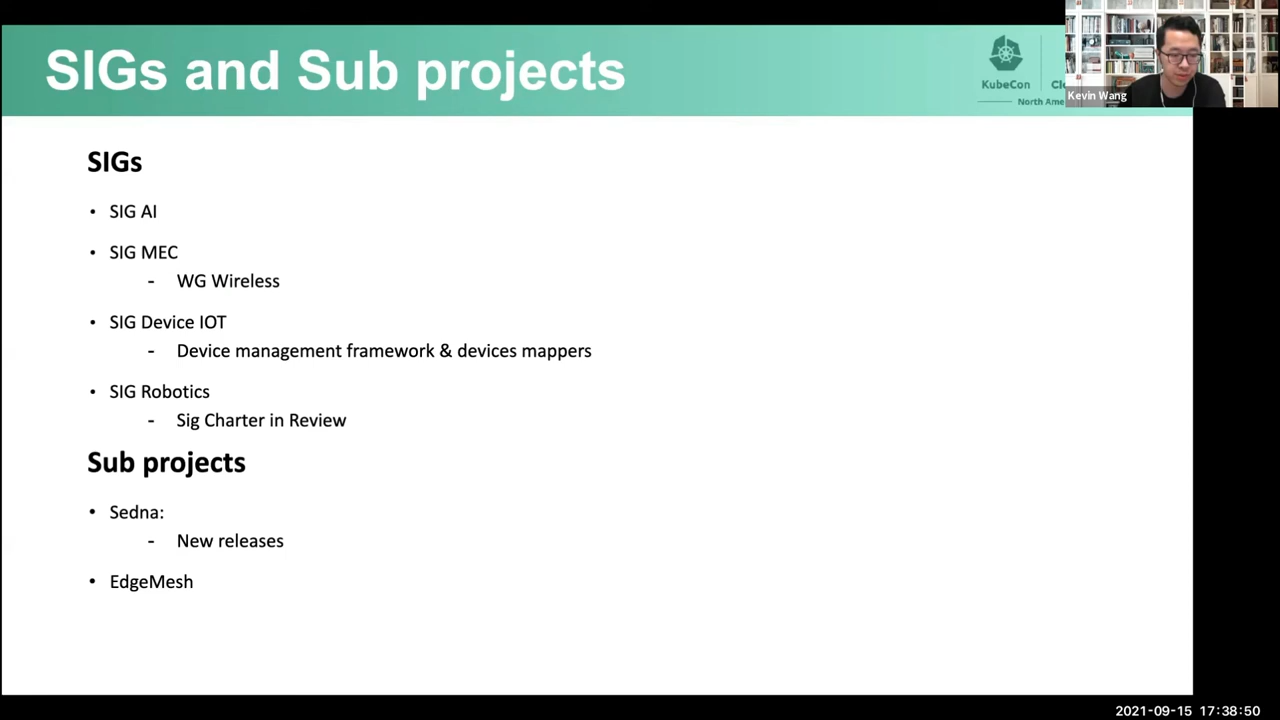 SIGs and Sub projects
KubeCon
North Ame
Kevin Wang
SIGs
• SIG AI
• SIG MEC
- WG Wireless
• SIG Device IOT
- Device management framework & devices mappers
• SIG Robotics
- Sig Charter in Review
Sub projects
• Sedna:
- New releases
• EdgeMesh
2021-09-15 17:38:50